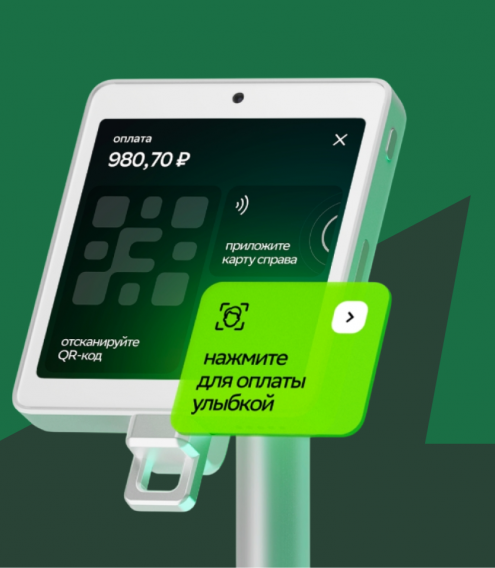 оплата
980,70 ₽
приложите
карту справа
отсканируйте
QR-код
нажмите
для оплаты
улыбкой